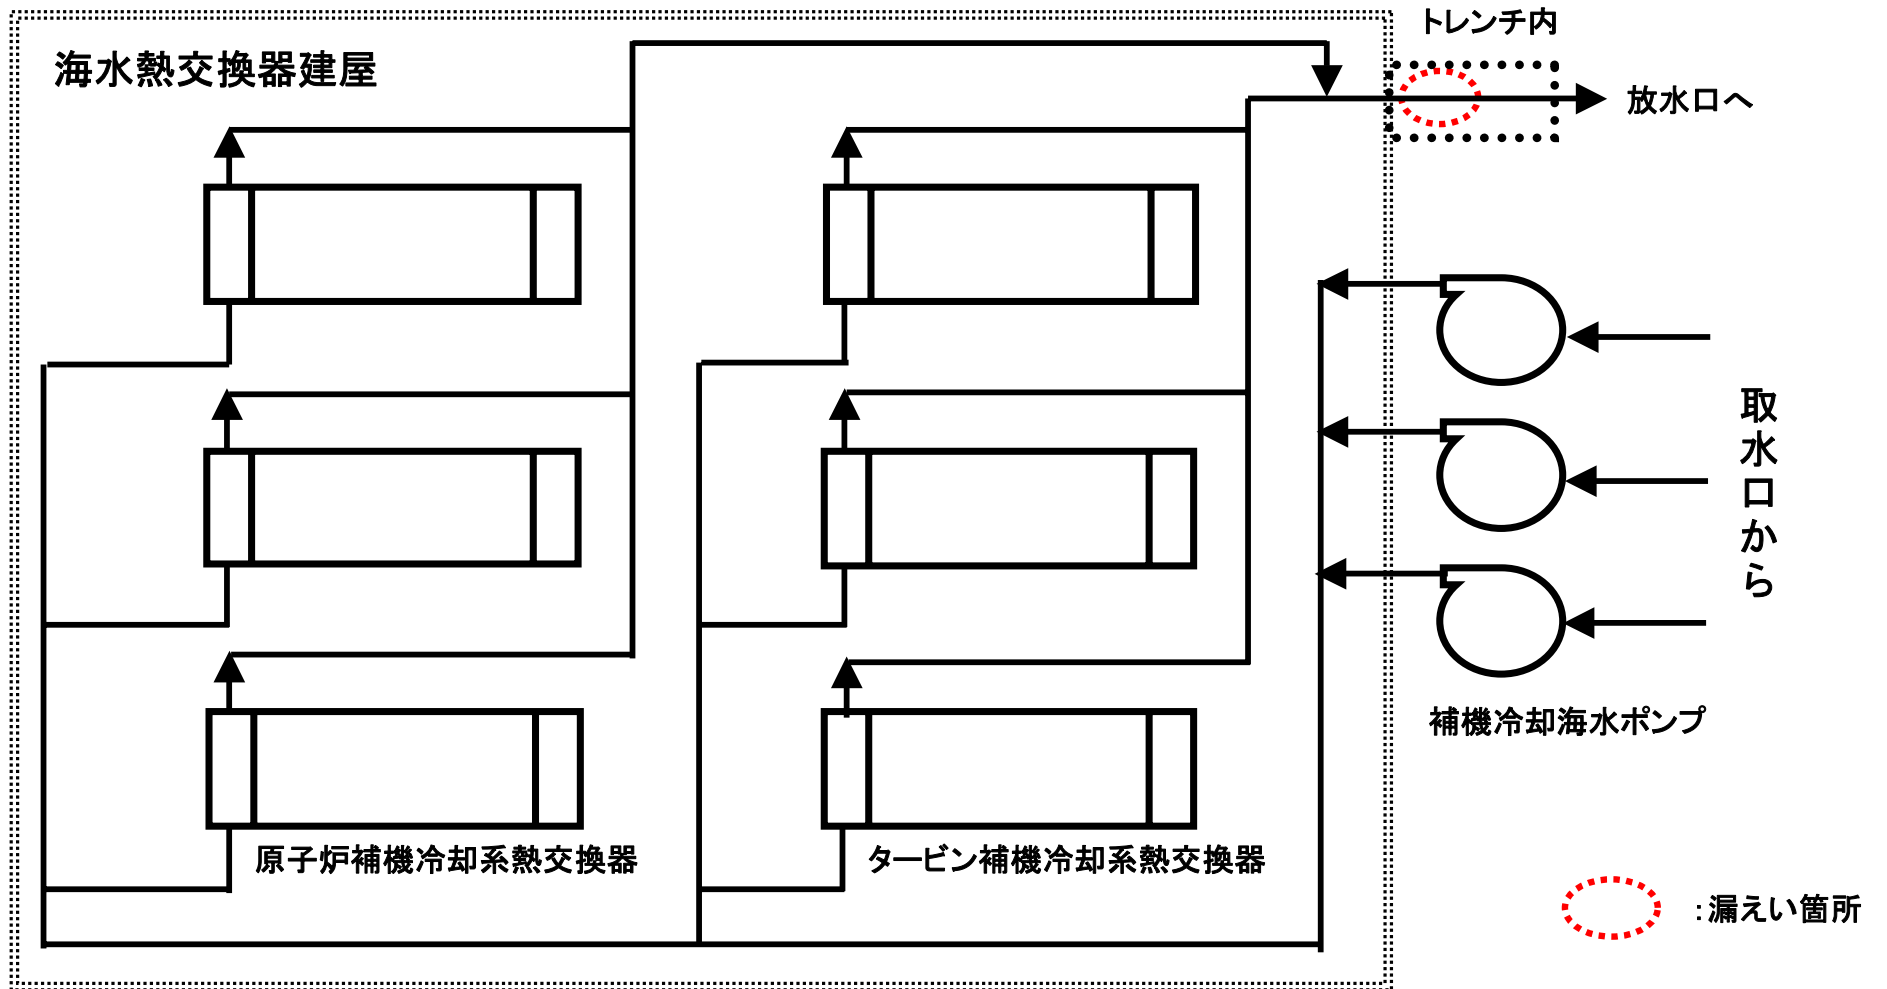 トレンチ内
海水熱交換器建屋
放水口へ
取水口から
補機冷却海水ポンプ
原子炉補機冷却系熱交換器
タービン補機冷却系熱交換器
：漏えい箇所